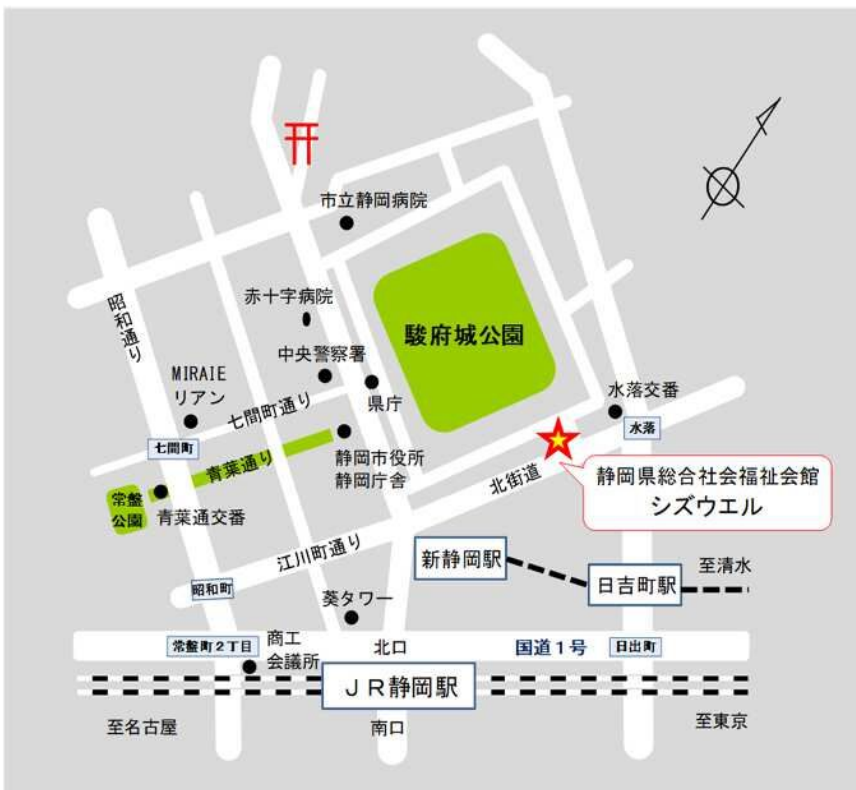 市立静岡病院
赤十字病院
駿府城公園
昭和通り
中央警察署
MIRAIE
リアン
県庁
七間町通り
水落交番
水落
七間町
青葉通り
静岡市役所
静岡庁舎
北街道
静岡県総合社会福祉会館
シズウエル
常盤
公園
青葉通交番
江川町通り
新静岡駅
至清水
日吉町駅
昭和町
葵タワー
常盤町2丁目
商工
会議所
北口
国道1号
日出町
JR静岡駅
至名古屋
南口
至東京